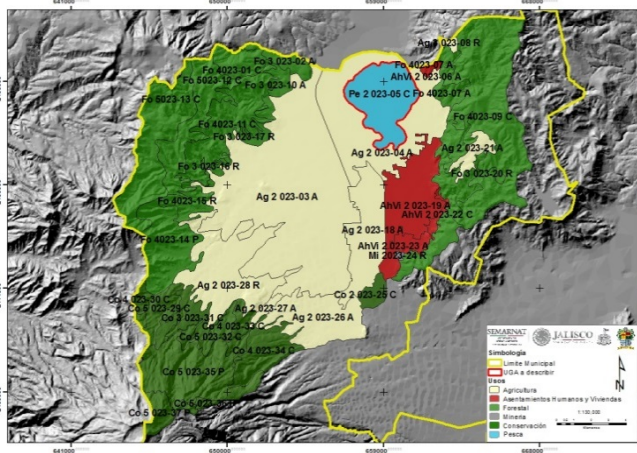 641000
650000
659000
668000
Ag 2 023-08 R
Fo 3 023-02 A
Fo 4023-01 C
Fo 4023-07 A
Fo 5023-12 C
AhVi 2 023-06 A
Fo 3 023-10 A
Pe 2 023-05 C
Fo 4023-07 A
Fo 5023-13 C
Fo 4023-09 C
Fo 4023-11 C
Fo 3 023-17 R
Ag 2 023-21 A
Ag 2 023-04 A
Fo 3 023-16 R
Fo 3 023-20 R
Ag 2 023-03 A
Fo 4023-15 R
AhVi 2 023-19 A
AhVi 2 023-22 C
Ag 2 023-18 A
Fo 4023-14 P
AhVi 2 023-23 A
Mi 2023-24 R
Ag 2 023-28 R
Co 2 023-25 C
Co 4 023-30 C
Co 5 023-29 C
Ag 2 023-27 A
Co 3 023-31 C
Ag 2 023-26 A
Co 4 023-33 C
Co 5 023-32 C
Co 4 023-34 C
Co 5 023-35 P
Co 5 023-37 P
SEMARNAT
JALISCO
Simbología
Límite Municipal
UGA a describir
Usos
Agricultura
Asentamientos Humanos y Viviendas
Forestal
Minería
Conservación
Pesca
1:130,000
641000
650000
659000
668000